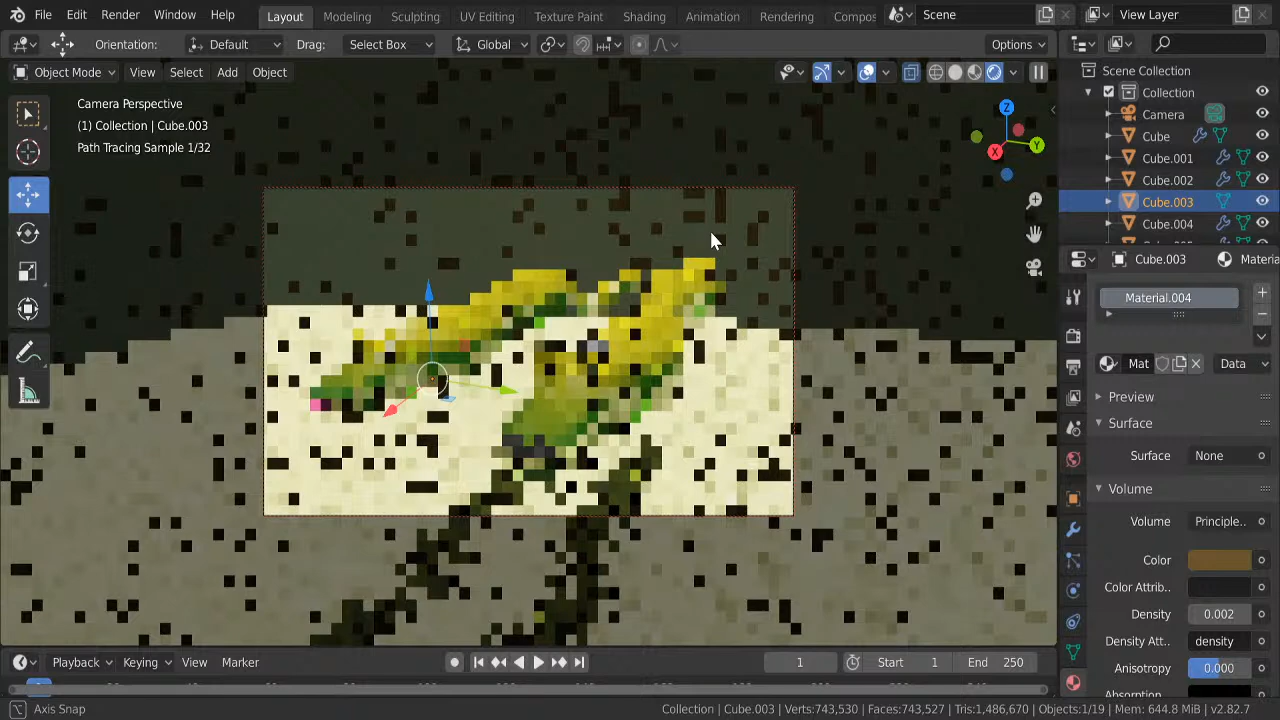 File Edit Render Window Help Layout Modeling Sculpting UV Editing Texture Paint Shading Animation Rendering Compos Scene View Layer
Orientation: Default Drag: Select Box Global Options
Object Mode View Select Add Object
Scene Collection
Collection
Camera
Cube
Cube.001
Cube.002
Cube.003
Cube.004
Camera Perspective
(1) Collection | Cube.003
Path Tracing Sample 1/32
Z
Y
X
Cube.003 Materia
Material.004
Mat Data
Preview
Surface
Surface None
Volume
Volume Principle..
Color
Color Attrib..
Density 0.002
Density Att.. density
Anisotropy 0.000
Absorption
Playback Keying View Marker 1 Start 1 End 250
Axis Snap Collection | Cube.003 | Verts:743,530 | Faces:743,527 | Tris:1,486,670 | Objects:1/19 | Mem: 644.8 MiB | v2.82.7